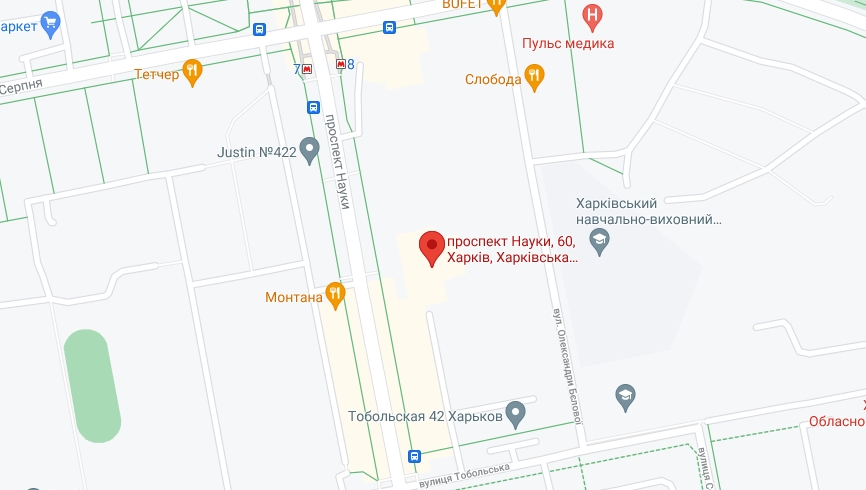 BUFET
аркет
Пульс медика
7
8
Тетчер
Слобода
Серпня
проспект Науки
Justin №422
Харківський
навчально-виховний...
проспект Науки, 60,
Харків, Харківська...
Монтана
вул. Олександри Бєлової
Тобольская 42 Харьков
Х
Обласно
вулиця Тобольська
вулиця С